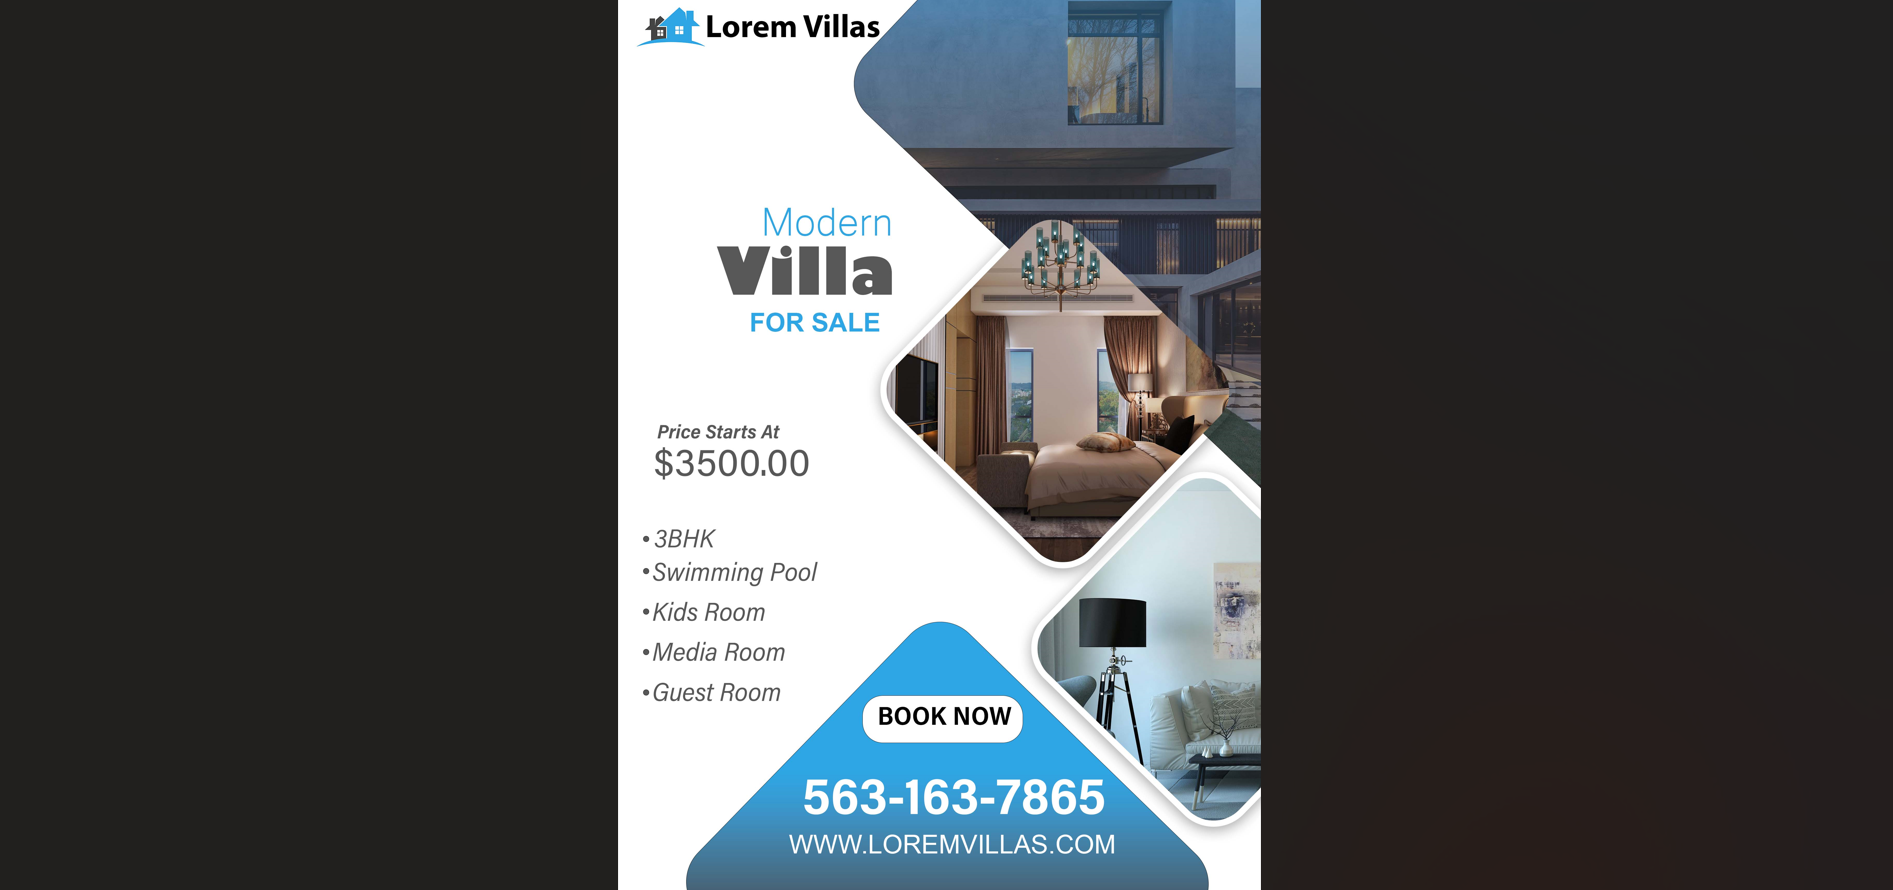 Lorem Villas
Modern
Villa
FOR SALE
Price Starts At
$3500.00
• 3BHK
• Swimming Pool
• Kids Room
• Media Room
• Guest Room
BOOK NOW
563-163-7865
WWW.LOREMVILLAS.COM